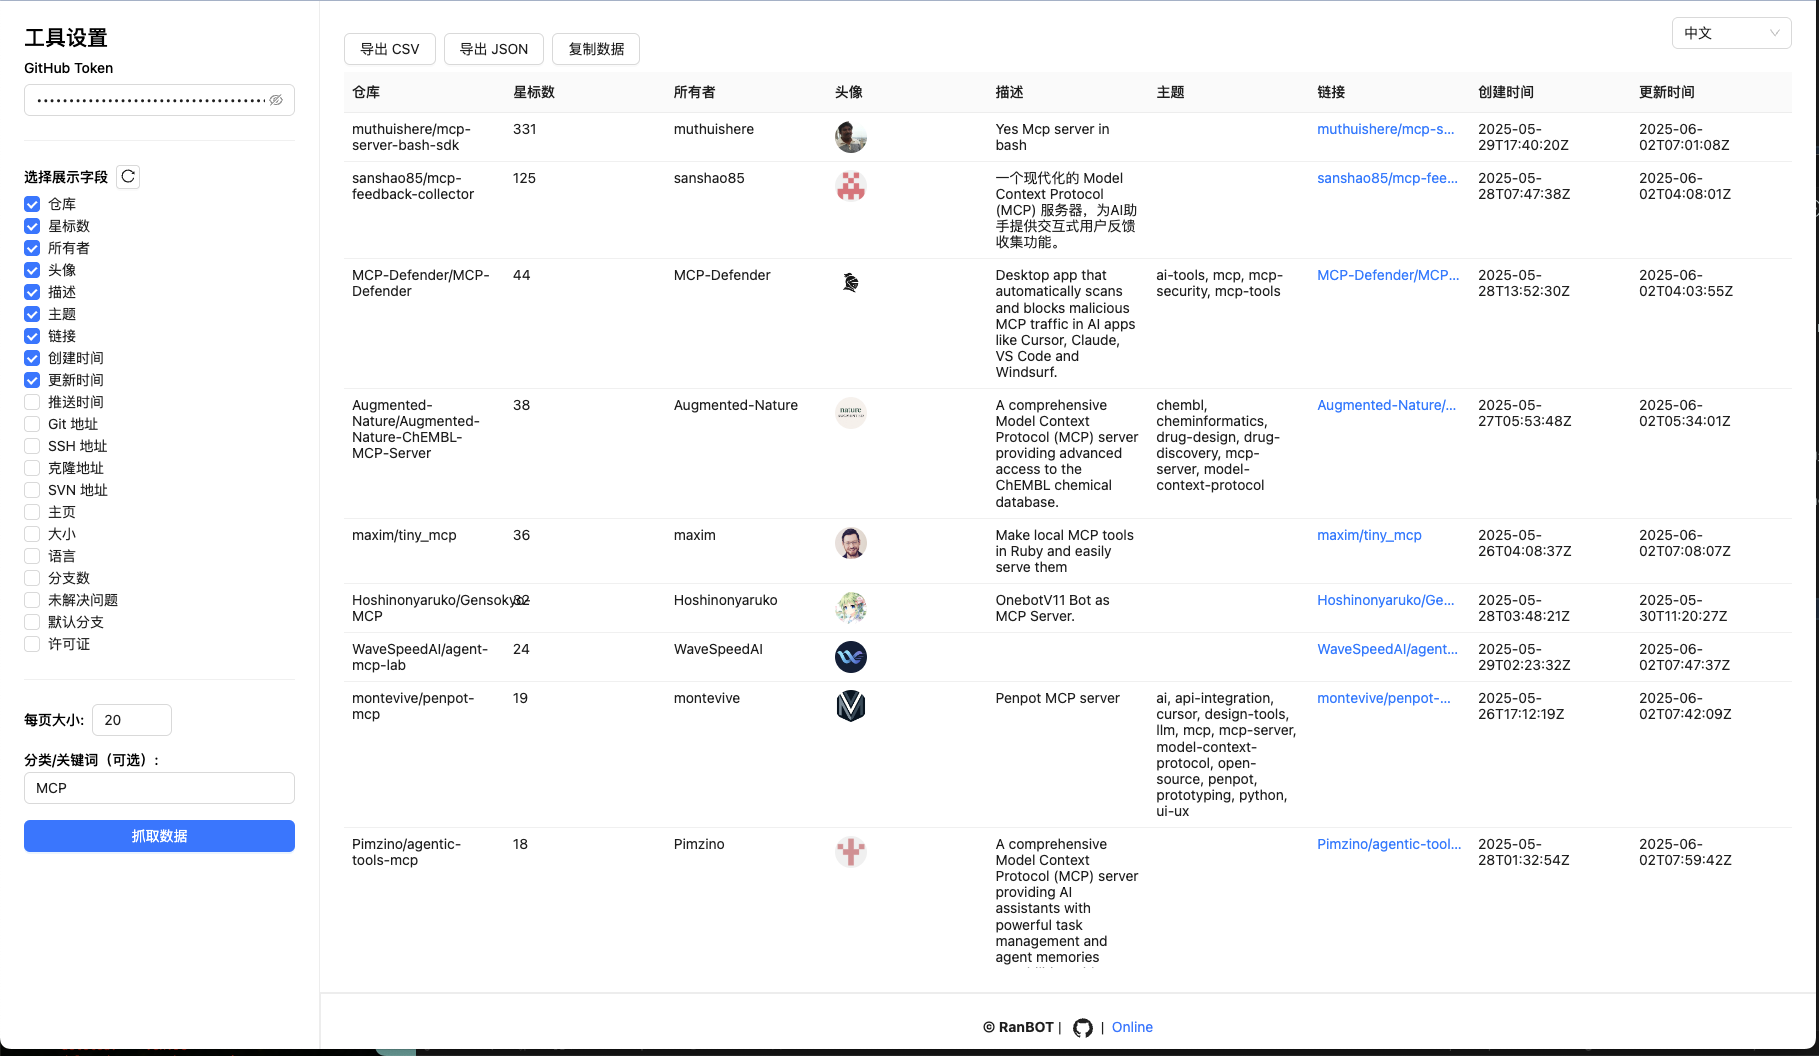 工具设置
GitHub Token
选择展示字段
仓库
星标数
所有者
头像
描述
主题
链接
创建时间
更新时间
推送时间
Git 地址
SSH 地址
克隆地址
SVN 地址
主页
大小
语言
分支数
未解决问题
默认分支
许可证
每页大小: 20
分类/关键词（可选）:
MCP
抓取数据
导出 CSV 导出 JSON 复制数据
中文
仓库 星标数 所有者 头像 描述 主题 链接 创建时间 更新时间
muthuishere/mcp- 331 muthuishere Yes Mcp server in muthuishere/mcp-s... 2025-05- 2025-06-
server-bash-sdk bash 29T17:40:20Z 02T07:01:08Z
sanshao85/mcp- 125 sanshao85 一个现代化的 Model sanshao85/mcp-fee... 2025-05- 2025-06-
feedback-collector Context Protocol 28T07:47:38Z 02T04:08:01Z
(MCP) 服务器，为AI助
手提供交互式用户反馈
收集功能。
MCP-Defender/MCP- 44 MCP-Defender Desktop app that ai-tools, mcp, mcp- MCP-Defender/MCP... 2025-05- 2025-06-
Defender automatically scans security, mcp-tools 28T13:52:30Z 02T04:03:55Z
and blocks malicious
MCP traffic in AI apps
like Cursor, Claude,
VS Code and
Windsurf.
Augmented- 38 Augmented-Nature nature A comprehensive chembl, Augmented-Nature/... 2025-05- 2025-06-
Nature/Augmented- Model Context cheminformatics, 27T05:53:48Z 02T05:34:01Z
Nature-ChEMBL- Protocol (MCP) server drug-design, drug-
MCP-Server providing advanced discovery, mcp-
access to the server, model-
ChEMBL chemical context-protocol
database.
maxim/tiny_mcp 36 maxim Make local MCP tools maxim/tiny_mcp 2025-05- 2025-06-
in Ruby and easily 26T04:08:37Z 02T07:08:07Z
serve them
Hoshinonyaruko/Gensokyo- 32 Hoshinonyaruko OnebotV11 Bot as Hoshinonyaruko/Ge... 2025-05- 2025-05-
MCP MCP Server. 28T03:48:21Z 30T11:20:27Z
WaveSpeedAI/agent- 24 WaveSpeedAI WaveSpeedAI/agent... 2025-05- 2025-06-
mcp-lab 29T02:23:32Z 02T07:47:37Z
montevive/penpot- 19 montevive Penpot MCP server ai, api-integration, montevive/penpot-... 2025-05- 2025-06-
mcp cursor, design-tools, 26T17:12:19Z 02T07:42:09Z
llm, mcp, mcp-server,
model-context-
protocol, open-
source, penpot,
prototyping, python,
ui-ux
Pimzino/agentic- 18 Pimzino A comprehensive Pimzino/agentic-tool... 2025-05- 2025-06-
tools-mcp Model Context 28T01:32:54Z 02T07:59:42Z
Protocol (MCP) server
providing AI
assistants with
powerful task
management and
agent memories
© RanBOT | | Online